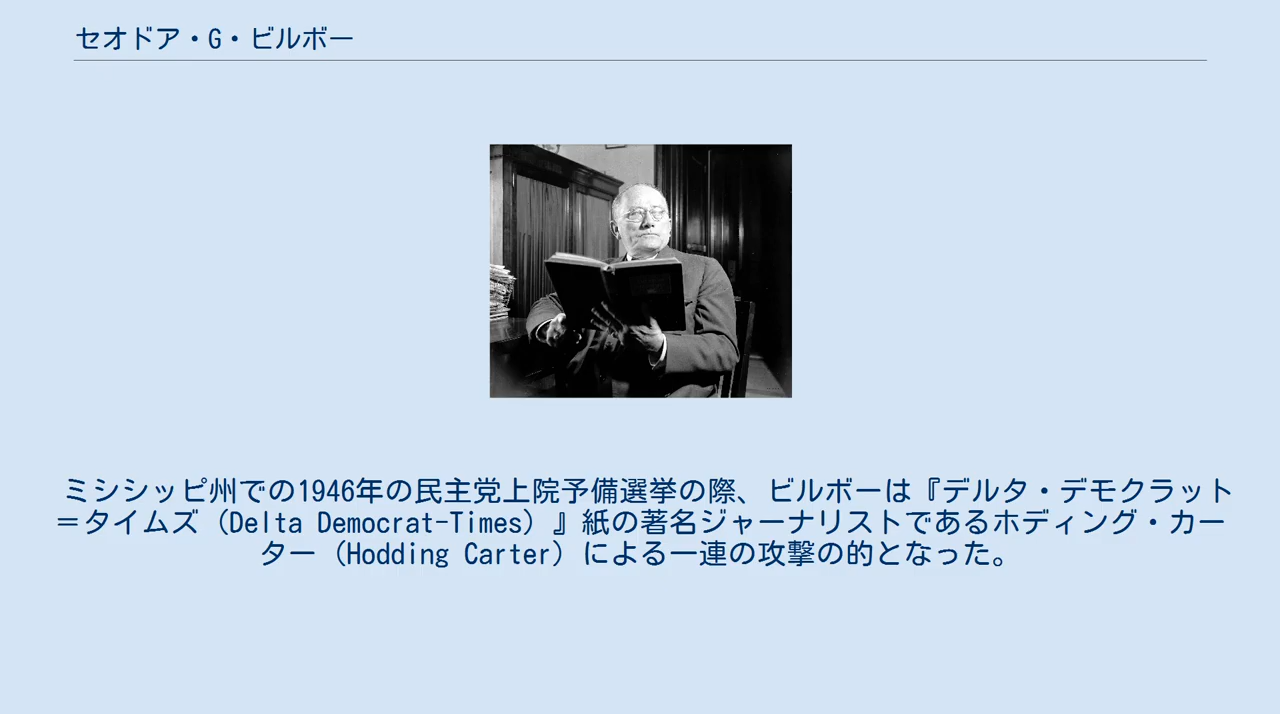 セオドア・G・ビルボー
ミシシッピ州での1946年の民主党上院予備選挙の際、ビルボーは『デルタ・デモクラット
＝タイムズ（Delta Democrat-Times）』紙の著名ジャーナリストであるホディング・カー
ター（Hodding Carter）による一連の攻撃の的となった。